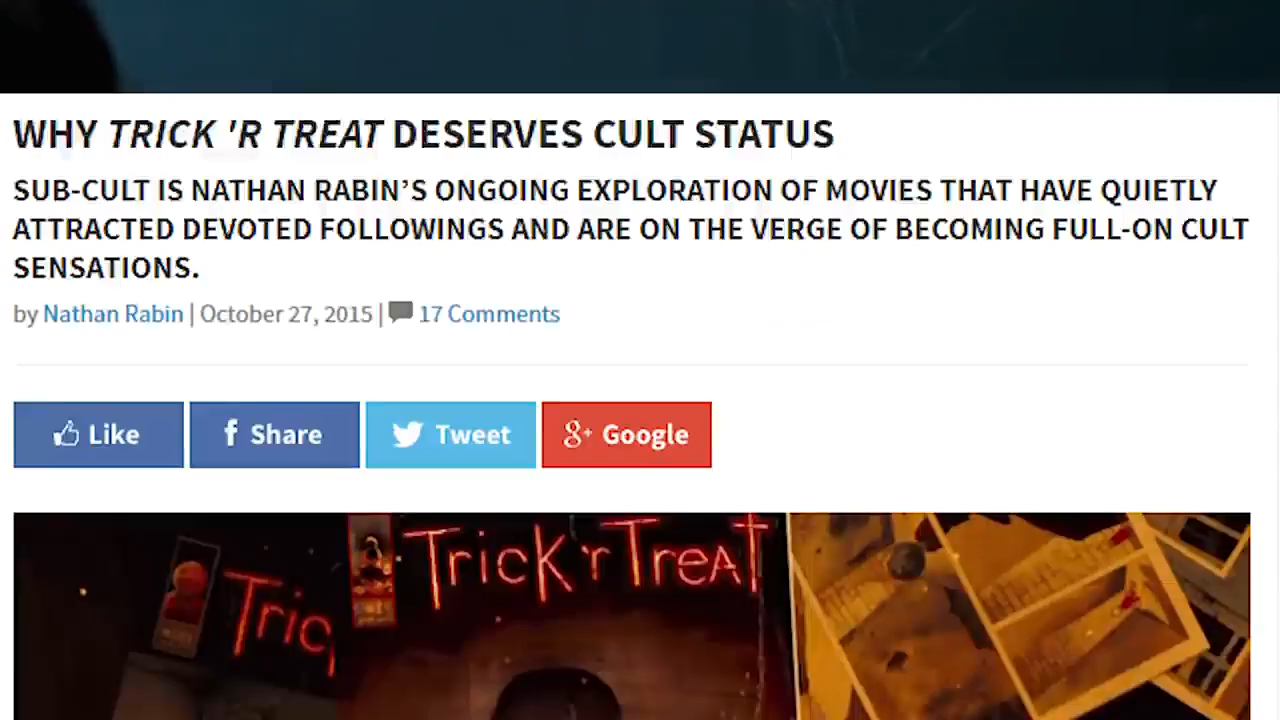 WHY TRICK 'R TREAT DESERVES CULT STATUS
SUB-CULT IS NATHAN RABIN’S ONGOING EXPLORATION OF MOVIES THAT HAVE QUIETLY
ATTRACTED DEVOTED FOLLOWINGS AND ARE ON THE VERGE OF BECOMING FULL-ON CULT
SENSATIONS.
by Nathan Rabin | October 27, 2015 | 17 Comments
Like Share Tweet 8+ Google
Trick 'r Treat
Tric